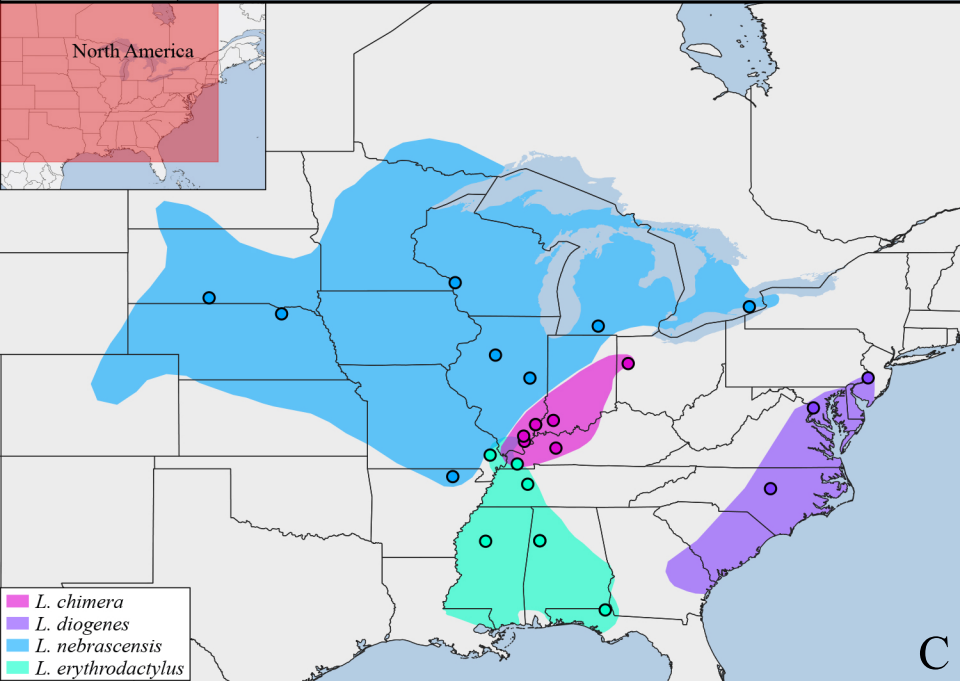 North America
L. chimera
L. diogenes
L. nebrascensis
L. erythrodactylus
C